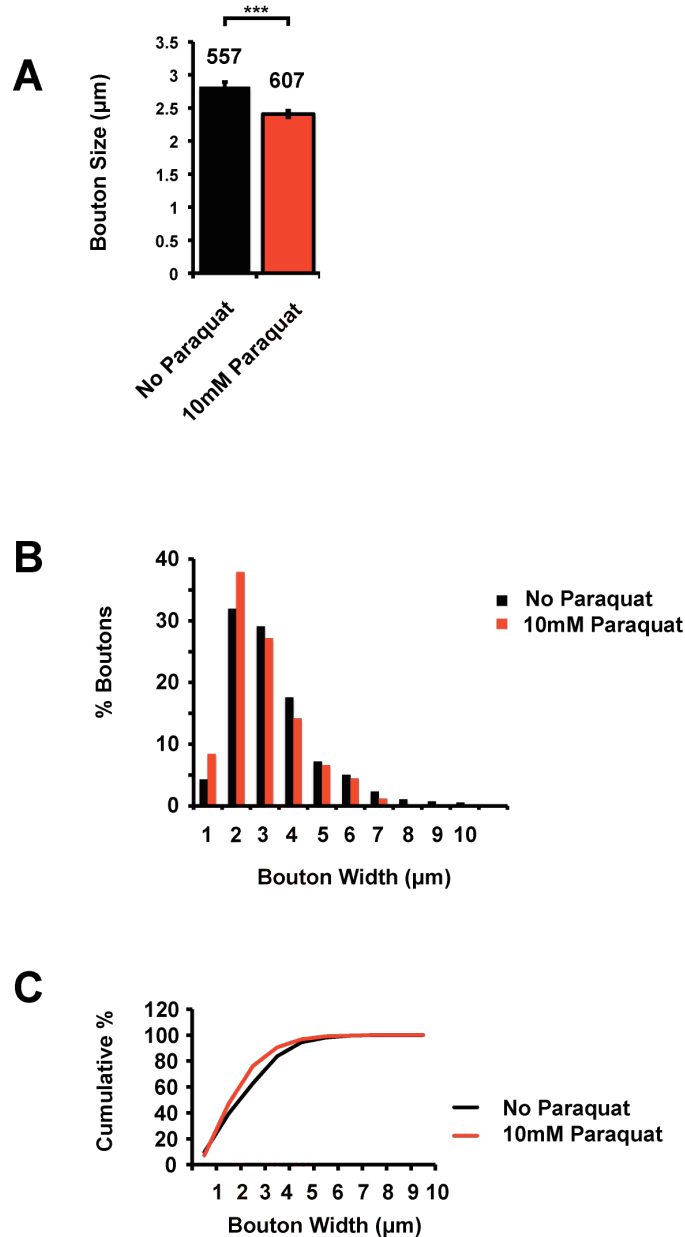 A
***
Bouton Size (µm)
3.5
3
2.5
2
1.5
1
0.5
0
557
607
No Paraquat
10mM Paraquat
B
% Boutons
40
30
20
10
0
1 2 3 4 5 6 7 8 9 10
Bouton Width (µm)
No Paraquat
10mM Paraquat
C
Cumulative %
120
100
80
60
40
20
0
1 2 3 4 5 6 7 8 9 10
Bouton Width (µm)
No Paraquat
10mM Paraquat